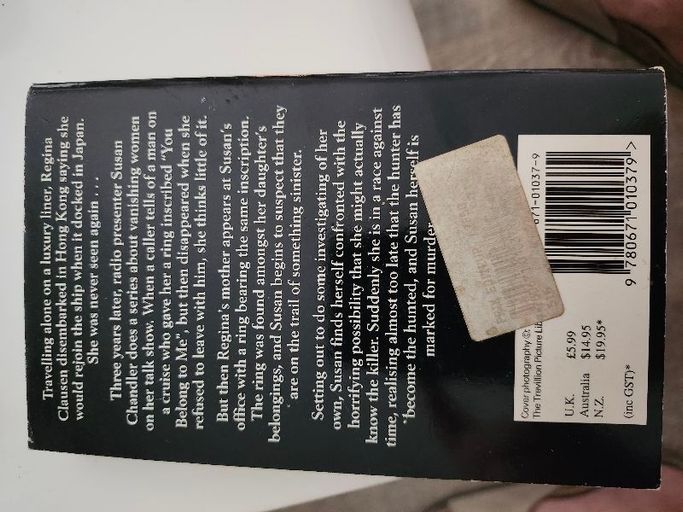 Travelling alone on a luxury liner, Regina
Clausen disembarked in Hong Kong saying she
would rejoin the ship when it docked in Japan.
She was never seen again . . .
Three years later, radio presenter Susan
Chandler does a series about vanishing women
on her talk show. When a caller tells of a man on
a cruise who gave her a ring inscribed "You
Belong to Me", but then disappeared when she
refused to leave with him, she thinks little of it.
But then Regina's mother appears at Susan's
office with a ring bearing the same inscription.
The ring was found amongst her daughter's
belongings, and Susan begins to suspect that they
are on the trail of something sinister.
Setting out to do some investigating of her
own, Susan finds herself confronted with the
horrifying possibility that she might actually
know the killer. Suddenly she is in a race against
time, realising almost too late that the hunter has
become the hunted, and Susan herself is
marked for murder
Cover photography ©
The Trevillion Picture Lib
U.K. £5.99
Australia $14.95
N.Z. $19.95*
(inc GST)*
671-01037-9
9 780671 010379 >